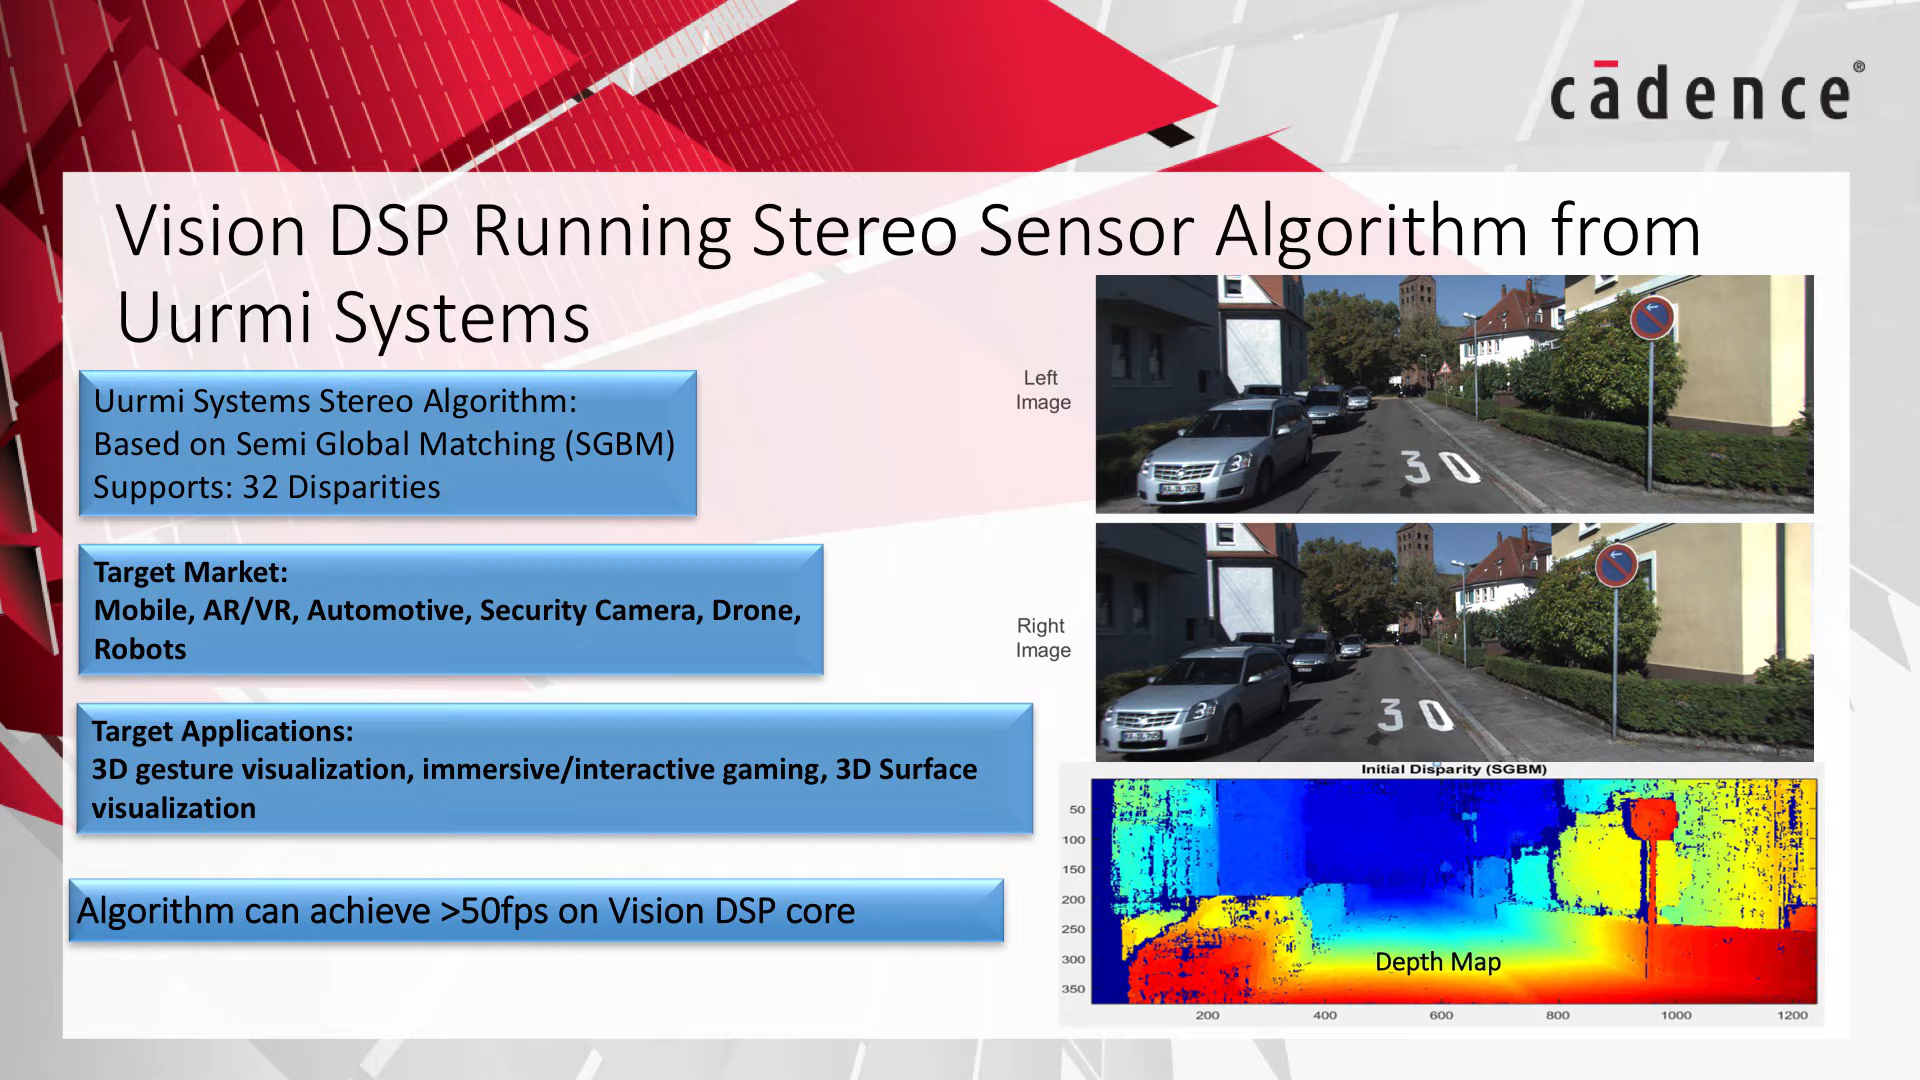 cādence®
Vision DSP Running Stereo Sensor Algorithm from
Uurmi Systems
Uurmi Systems Stereo Algorithm:
Based on Semi Global Matching (SGBM)
Supports: 32 Disparities
Target Market:
Mobile, AR/VR, Automotive, Security Camera, Drone,
Robots
Target Applications:
3D gesture visualization, immersive/interactive gaming, 3D Surface
visualization
Algorithm can achieve >50fps on Vision DSP core
Left
Image
30
Right
Image
30
Initial Disparity (SGBM)
50
100
150
200
250
300
350
Depth Map
200
400
600
800
1000
1200